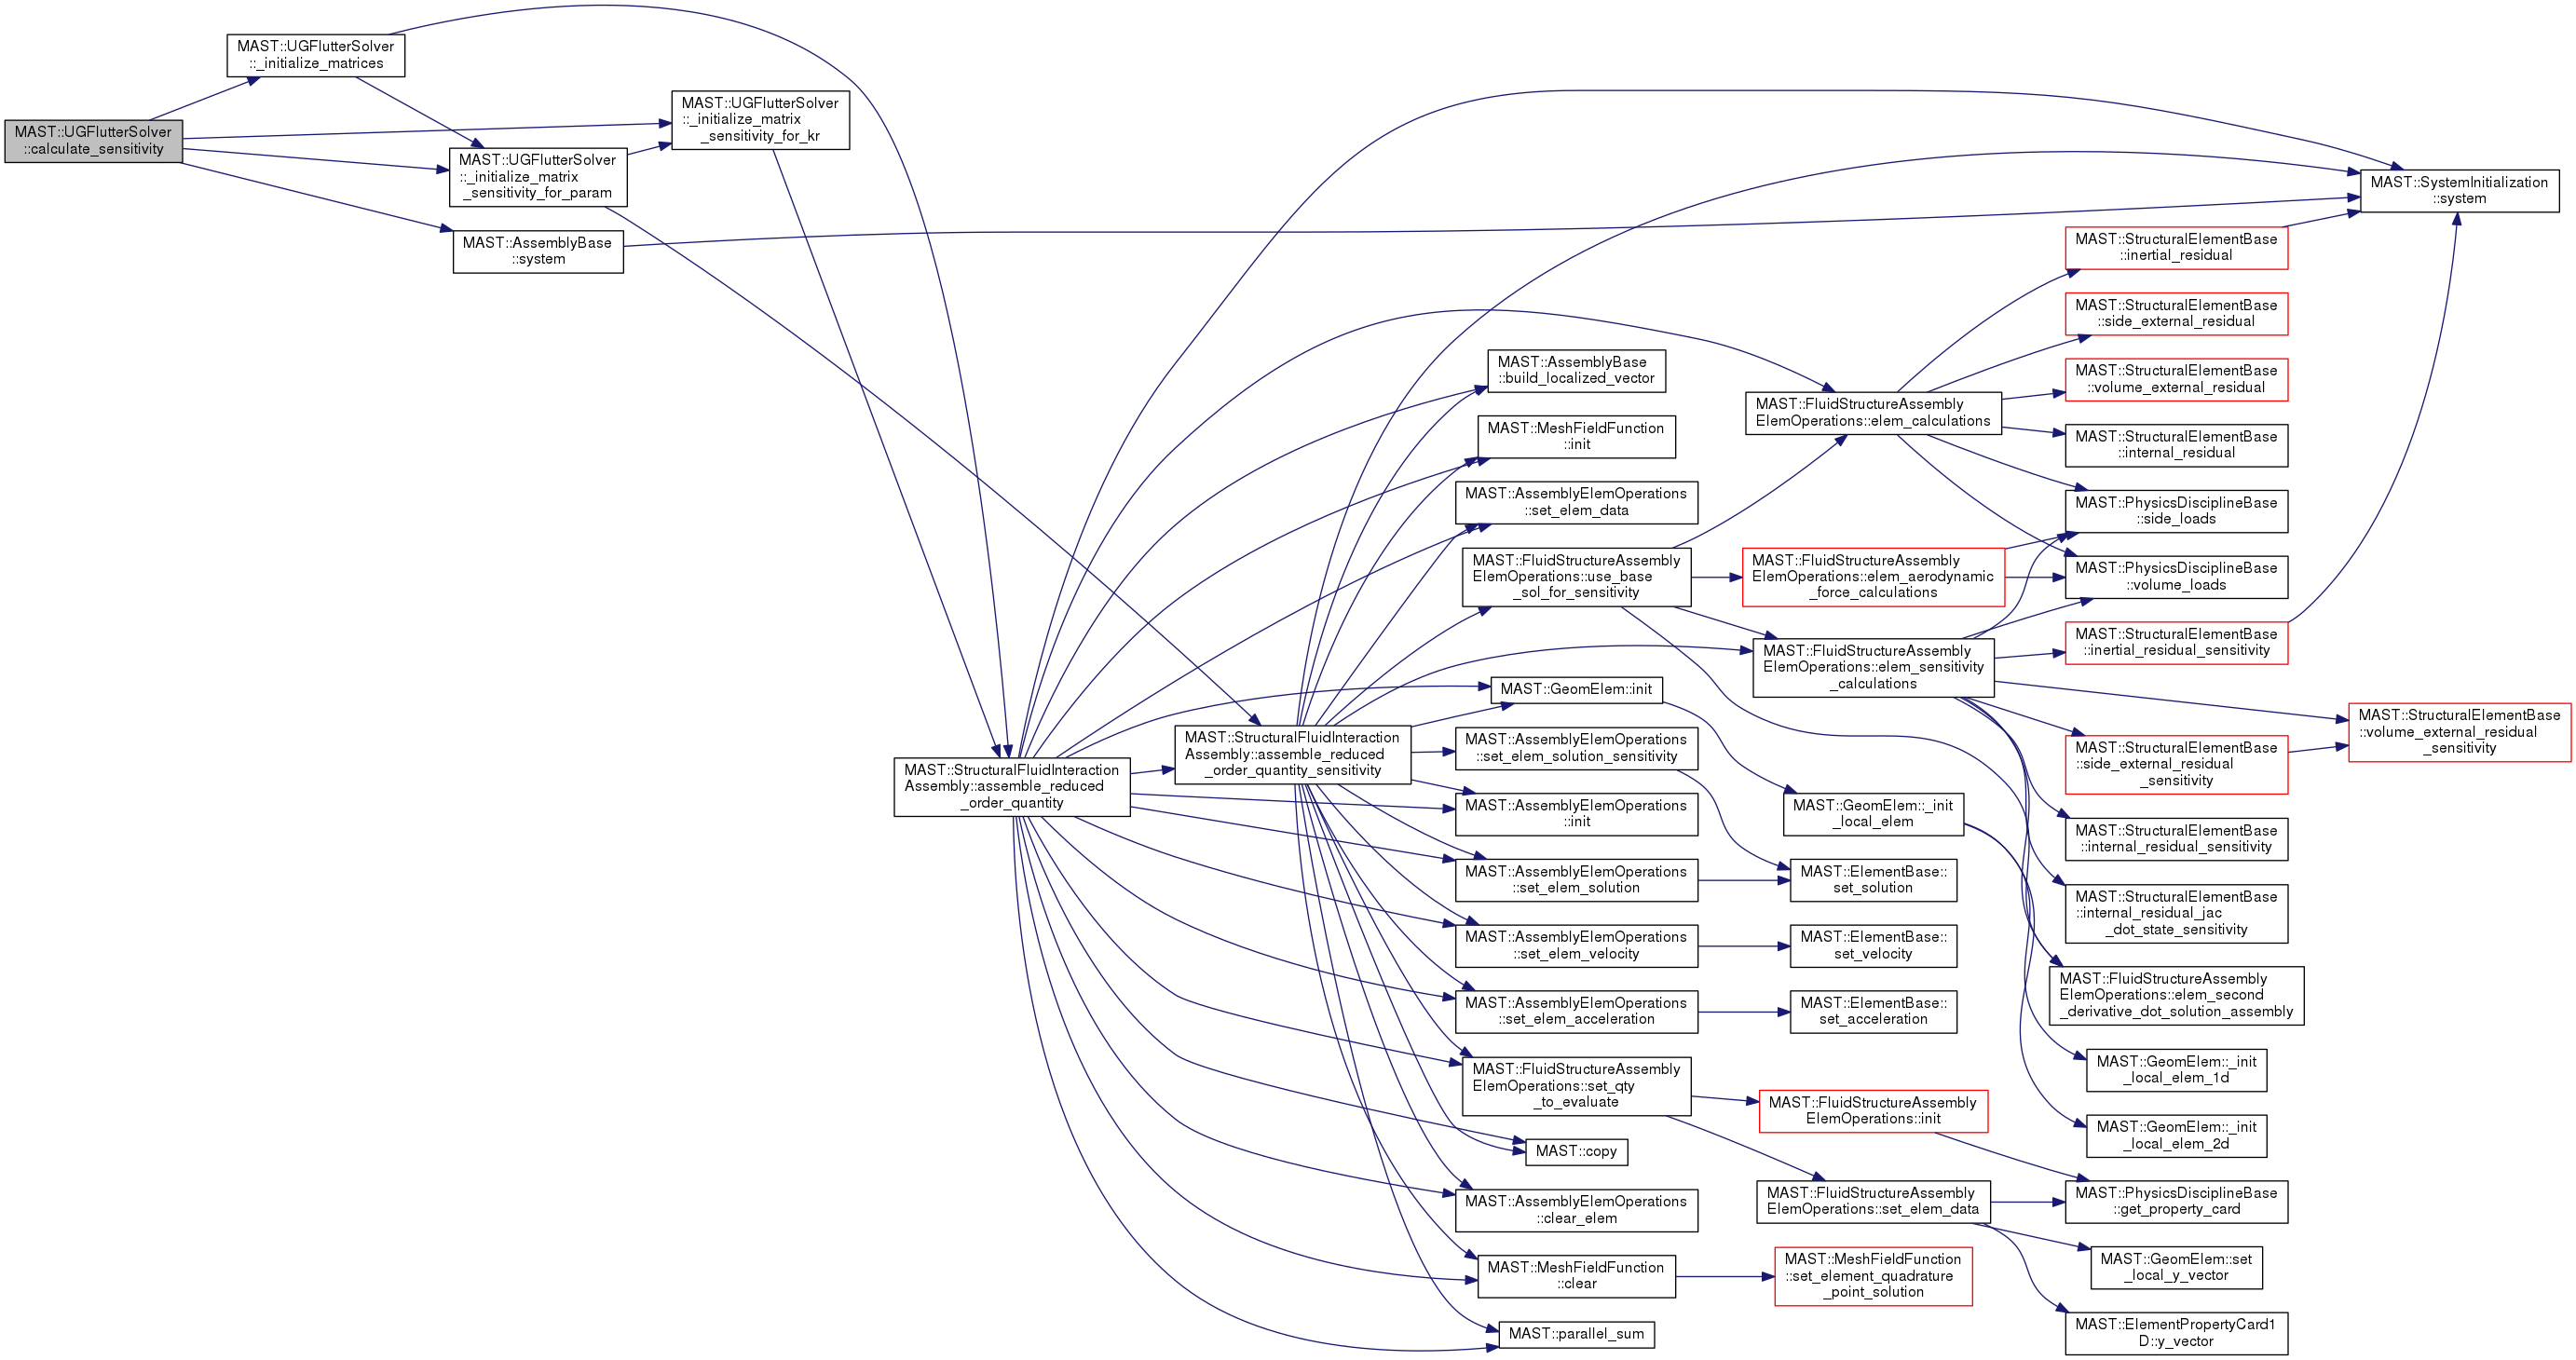 MAST::UGFlutterSolver
::calculate_sensitivity
MAST::UGFlutterSolver
::_initialize_matrices
MAST::UGFlutterSolver
::_initialize_matrix
_sensitivity_for_param
MAST::AssemblyBase
::system
MAST::UGFlutterSolver
::_initialize_matrix
_sensitivity_for_kr
MAST::StructuralFluidInteraction
Assembly::assemble_reduced
_order_quantity
MAST::StructuralFluidInteraction
Assembly::assemble_reduced
_order_quantity_sensitivity
MAST::AssemblyBase
::build_localized_vector
MAST::MeshFieldFunction
::init
MAST::AssemblyElemOperations
::set_elem_data
MAST::FluidStructureAssembly
ElemOperations::use_base
_sol_for_sensitivity
MAST::GeomElem::init
MAST::AssemblyElemOperations
::set_elem_solution_sensitivity
MAST::AssemblyElemOperations
::init
MAST::AssemblyElemOperations
::set_elem_solution
MAST::AssemblyElemOperations
::set_elem_velocity
MAST::AssemblyElemOperations
::set_elem_acceleration
MAST::FluidStructureAssembly
ElemOperations::set_qty
_to_evaluate
MAST::copy
MAST::AssemblyElemOperations
::clear_elem
MAST::MeshFieldFunction
::clear
MAST::parallel_sum
MAST::FluidStructureAssembly
ElemOperations::elem_calculations
MAST::FluidStructureAssembly
ElemOperations::elem_aerodynamic
_force_calculations
MAST::FluidStructureAssembly
ElemOperations::elem_sensitivity
_calculations
MAST::GeomElem::_init
_local_elem
MAST::ElementBase::
set_solution
MAST::ElementBase::
set_velocity
MAST::ElementBase::
set_acceleration
MAST::FluidStructureAssembly
ElemOperations::init
MAST::FluidStructureAssembly
ElemOperations::set_elem_data
MAST::MeshFieldFunction
::set_element_quadrature
_point_solution
MAST::StructuralElementBase
::inertial_residual
MAST::StructuralElementBase
::side_external_residual
MAST::StructuralElementBase
::volume_external_residual
MAST::StructuralElementBase
::internal_residual
MAST::PhysicsDisciplineBase
::side_loads
MAST::PhysicsDisciplineBase
::volume_loads
MAST::StructuralElementBase
::inertial_residual_sensitivity
MAST::StructuralElementBase
::side_external_residual
_sensitivity
MAST::StructuralElementBase
::internal_residual_sensitivity
MAST::StructuralElementBase
::internal_residual_jac
_dot_state_sensitivity
MAST::FluidStructureAssembly
ElemOperations::elem_second
_derivative_dot_solution_assembly
MAST::GeomElem::_init
_local_elem_1d
MAST::GeomElem::_init
_local_elem_2d
MAST::PhysicsDisciplineBase
::get_property_card
MAST::GeomElem::set
_local_y_vector
MAST::ElementPropertyCard1
D::y_vector
MAST::SystemInitialization
::system
MAST::StructuralElementBase
::volume_external_residual
_sensitivity